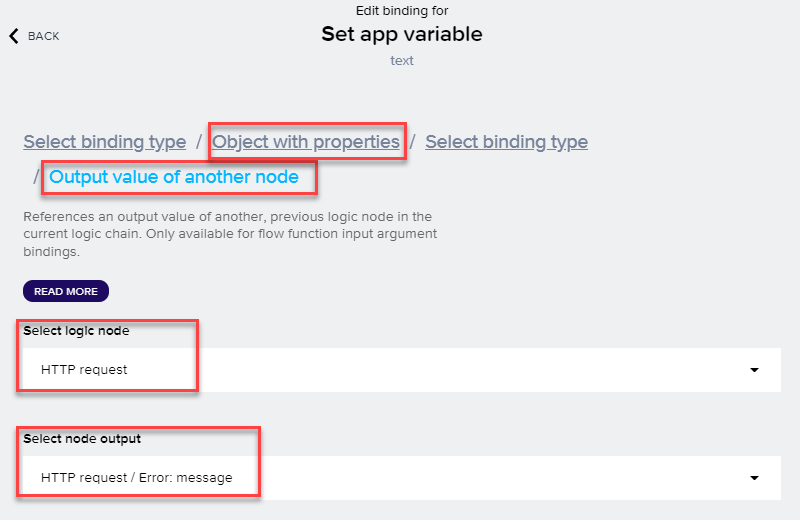 Edit binding for
BACK
Set app variable
text
Select binding type / Object with properties / Select binding type
/ Output value of another node
References an output value of another, previous logic node in the
current logic chain. Only available for flow function input argument
bindings.
READ MORE
Select logic node
HTTP request
Select node output
HTTP request / Error: message